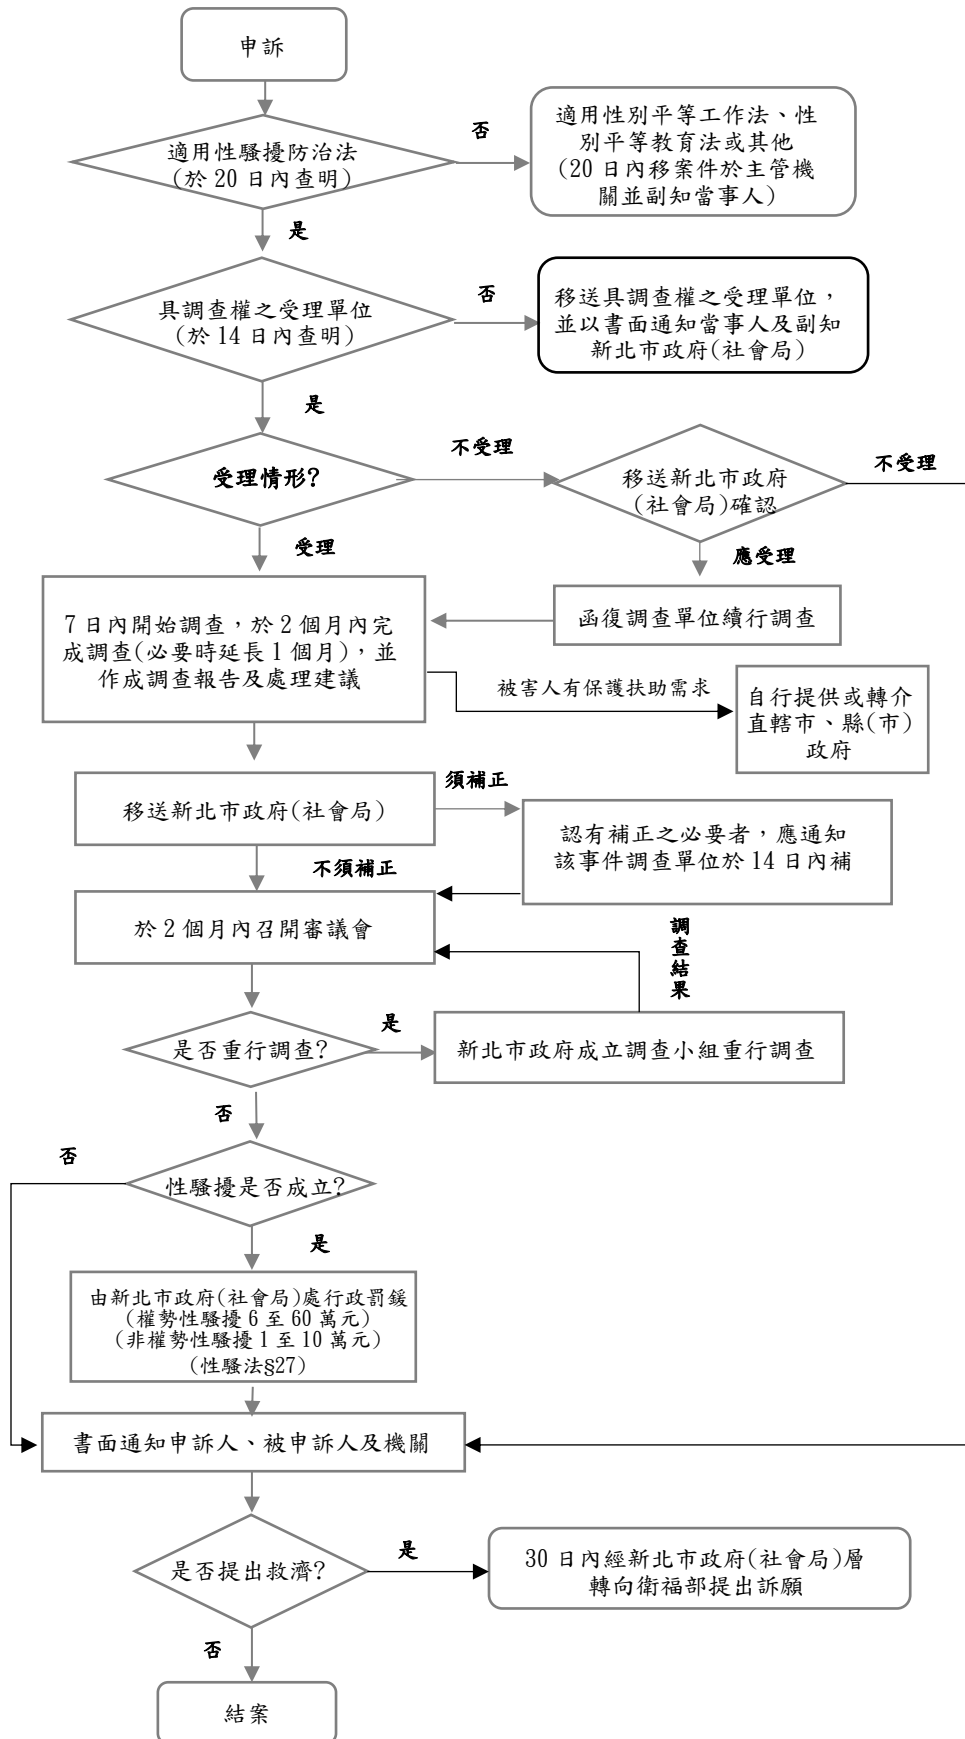 申訴
適用性騷擾防治法
(於 20 日內查明)
否
適用性別平等工作法、性
別平等教育法或其他
(20 日內移案件於主管機
關並副知當事人)
是
具調查權之受理單位
(於 14 日內查明)
否
移送具調查權之受理單位，
並以書面通知當事人及副知
新北市政府(社會局)
是
受理情形?
不受理
移送新北市政府
(社會局)確認
不受理
受理
應受理
函復調查單位續行調查
7 日內開始調查，於 2 個月內完
成調查(必要時延長 1 個月)，並
作成調查報告及處理建議
被害人有保護扶助需求
自行提供或轉介
直轄市、縣(市)
政府
移送新北市政府(社會局)
須補正
認有補正之必要者，應通知
該事件調查單位於 14 日內補
不須補正
於 2 個月內召開審議會
調
查
結
果
是否重行調查?
是
新北市政府成立調查小組重行調查
否
性騷擾是否成立?
否
是
由新北市政府(社會局)處行政罰鍰
(權勢性騷擾 6 至 60 萬元)
(非權勢性騷擾 1 至 10 萬元)
(性騷法§27)
書面通知申訴人、被申訴人及機關
是否提出救濟?
是
30 日內經新北市政府(社會局)層
轉向衛福部提出訴願
否
結案